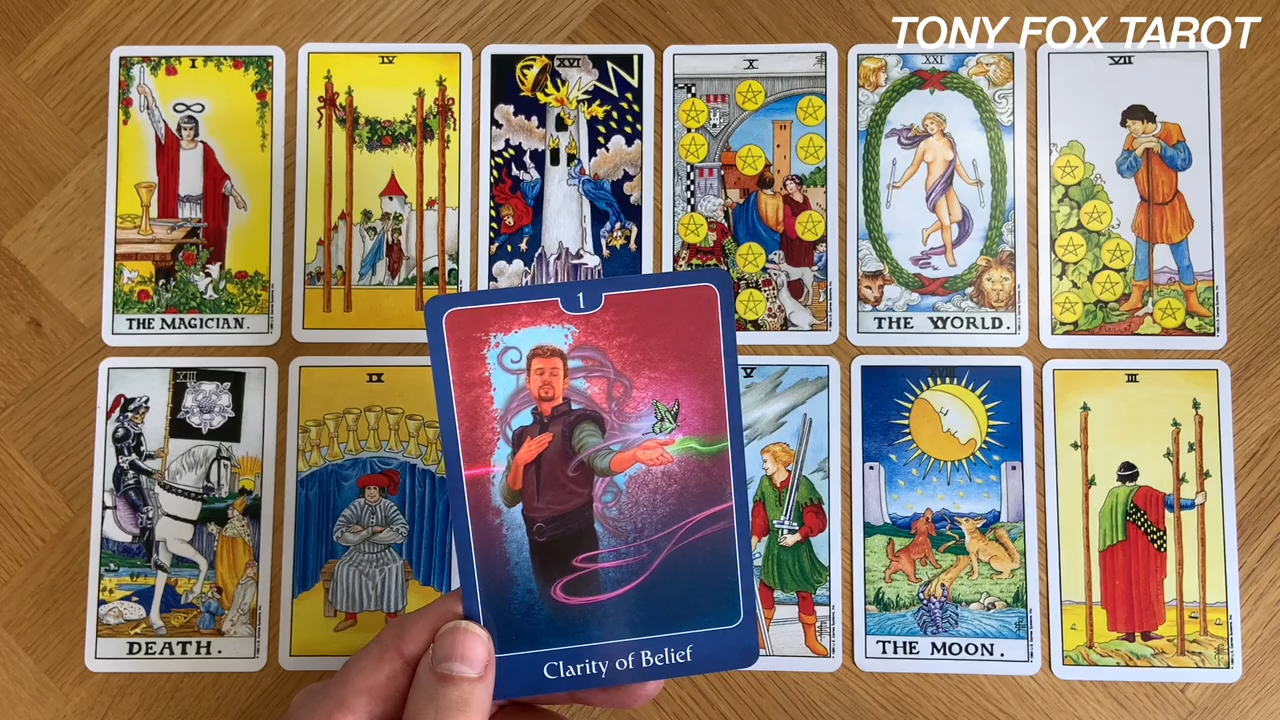 TONY FOX TAROT
I
IV
XVI
X
XXI
VII
THE MAGICIAN.
THE WORLD.
1
XIII
IX
V
XVIII
III
DEATH.
THE MOON.
Clarity of Belief